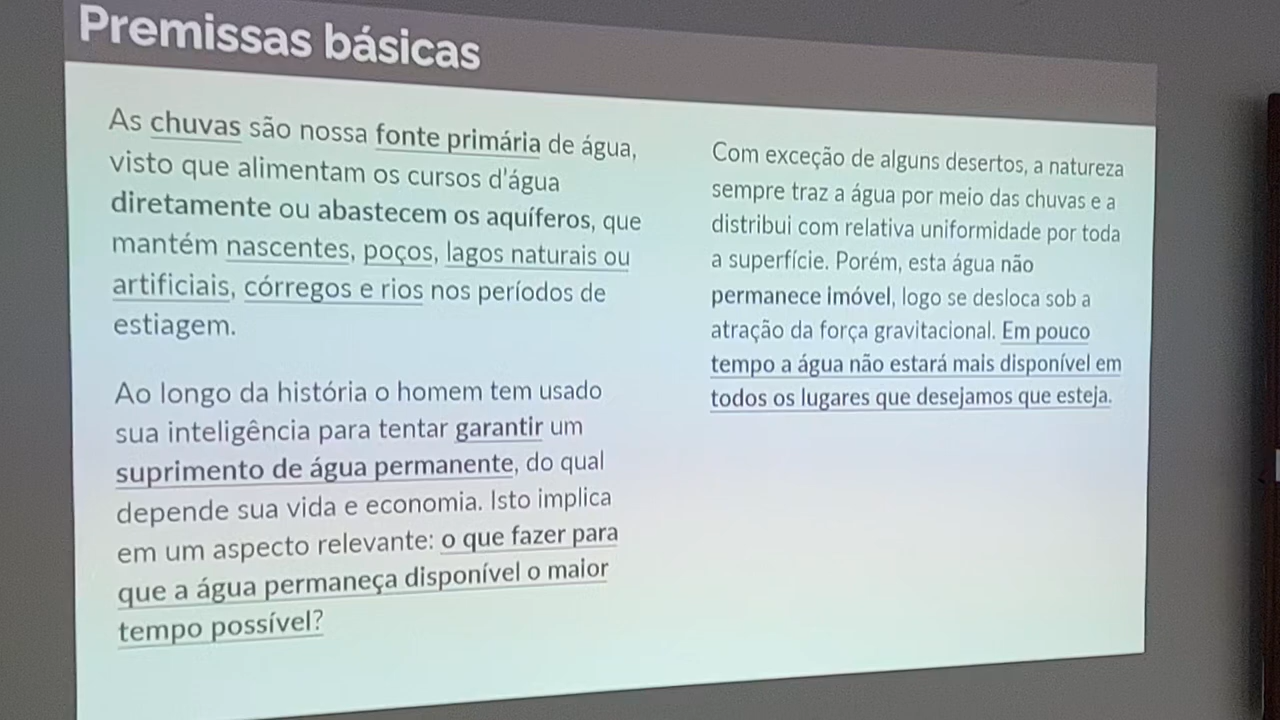 Premissas básicas
As chuvas são nossa fonte primária de água,
visto que alimentam os cursos d'água
diretamente ou abastecem os aquíferos, que
mantém nascentes, poços, lagos naturais ou
artificiais, córregos e rios nos períodos de
estiagem.
Ao longo da história o homem tem usado
sua inteligência para tentar garantir um
suprimento de água permanente, do qual
depende sua vida e economia. Isto implica
em um aspecto relevante: o que fazer para
que a água permaneça disponível o maior
tempo possível?
Com exceção de alguns desertos, a natureza
sempre traz a água por meio das chuvas e a
distribui com relativa uniformidade por toda
a superfície. Porém, esta água não
permanece imóvel, logo se desloca sob a
atração da força gravitacional. Em pouco
tempo a água não estará mais disponível em
todos os lugares que desejamos que esteja.